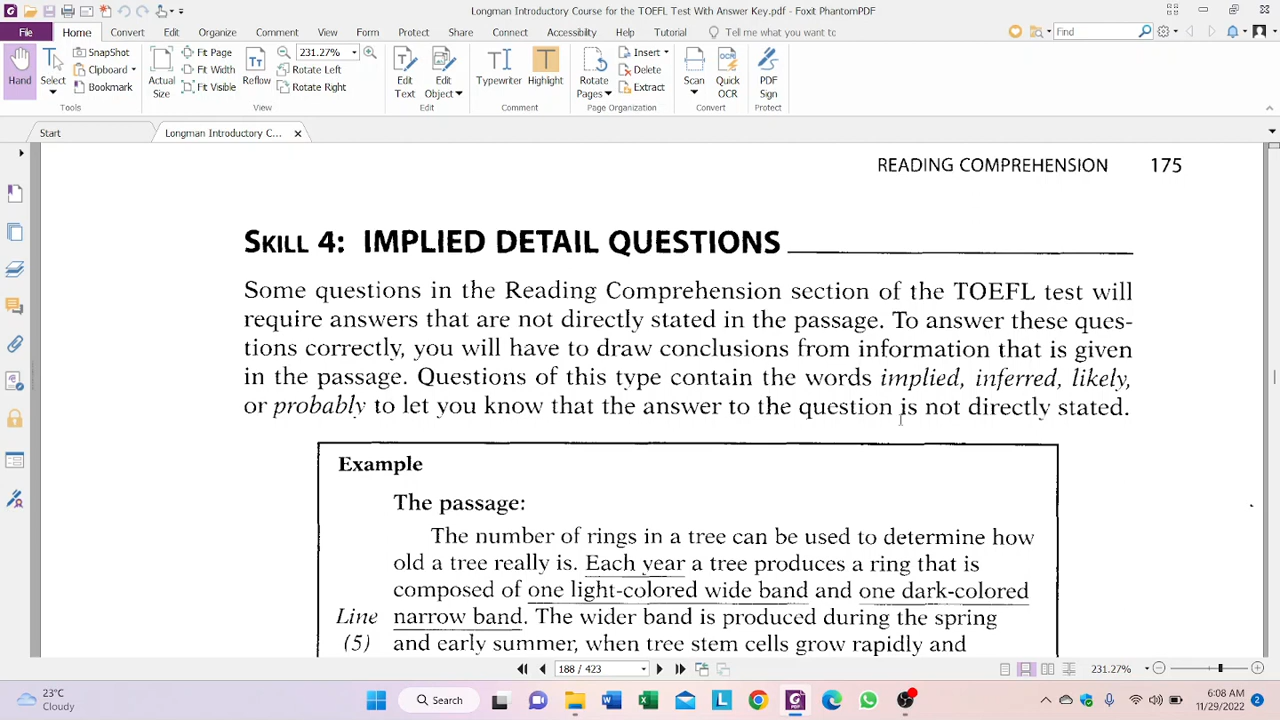 Longman Introductory Course for the TOEFL Test With Answer Key.pdf - Foxit PhantomPDF
File Home Convert Edit Organize Comment View Form Protect Share Connect Accessibility Help Tutorial Tell me what you want to Find
Hand
Select
SnapShot
Clipboard
Bookmark
Tools
Actual Size
Fit Page
Fit Width
Fit Visible
Reflow
231.27%
Rotate Left
Rotate Right
View
Edit Text
Edit Object
Edit
Typewriter
Highlight
Comment
Rotate Pages
Insert
Delete
Extract
Page Organization
Scan
Quick OCR
Convert
PDF Sign
Protect
Start
Longman Introductory C...
READING COMPREHENSION 175
SKILL 4: IMPLIED DETAIL QUESTIONS
Some questions in the Reading Comprehension section of the TOEFL test will
require answers that are not directly stated in the passage. To answer these ques-
tions correctly, you will have to draw conclusions from information that is given
in the passage. Questions of this type contain the words implied, inferred, likely,
or probably to let you know that the answer to the question is not directly stated.
Example
The passage:
The number of rings in a tree can be used to determine how
old a tree really is. Each year a tree produces a ring that is
composed of one light-colored wide band and one dark-colored
Line narrow band. The wider band is produced during the spring
(5) and early summer, when tree stem cells grow rapidly and
188 / 423
231.27%
23°C
Cloudy
Search
6:08 AM
11/29/2022
2